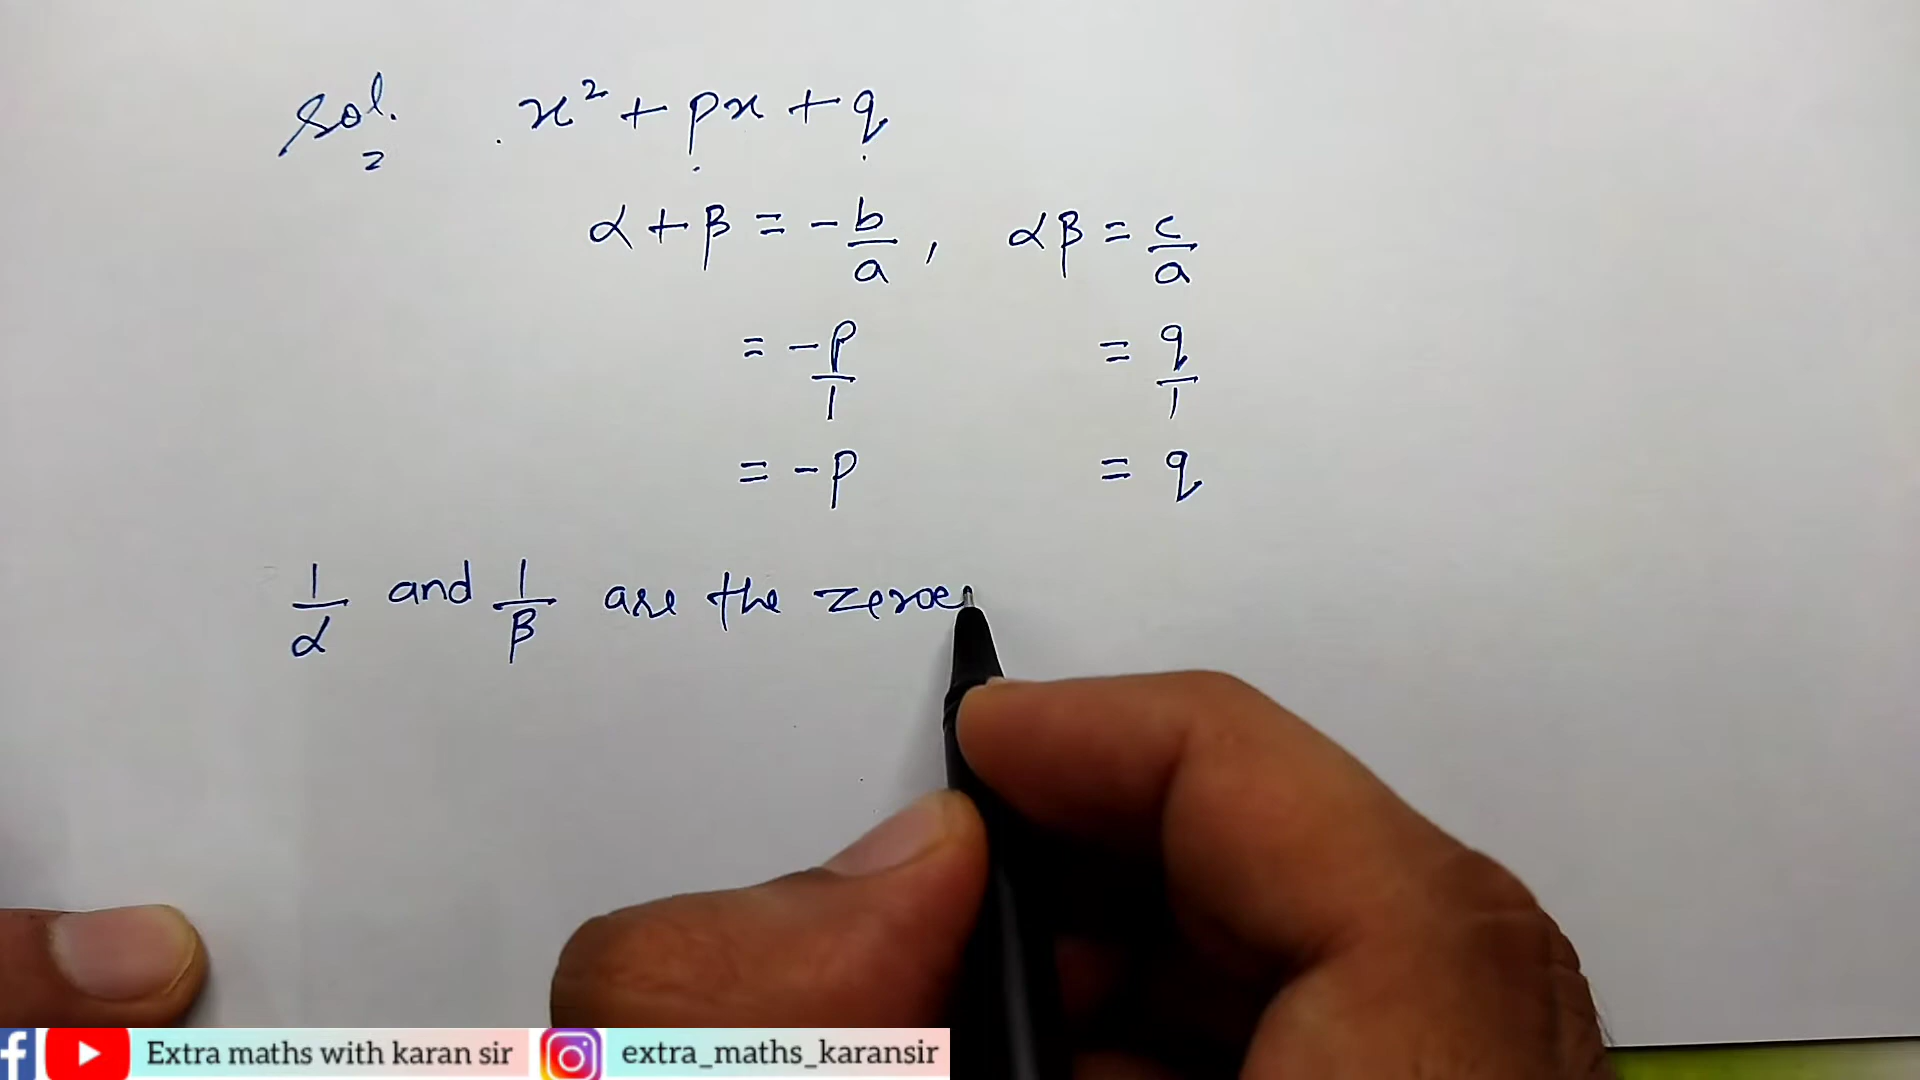 Sol. x² + px + q
α + β = -b/a , αβ = c/a
= -p/1 = q/1
= -p = q
1/α and 1/β are the zeroe
Extra maths with karan sir extra_maths_karansir